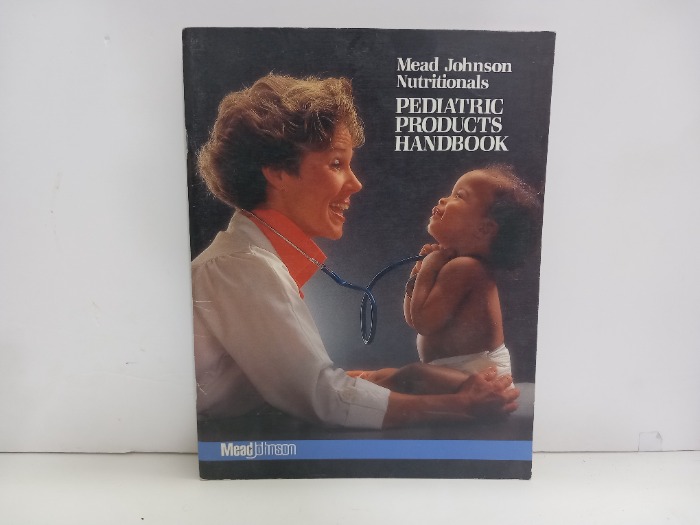 Mead Johnson
Nutritionals
PEDIATRIC
PRODUCTS
HANDBOOK
MeadJohnson